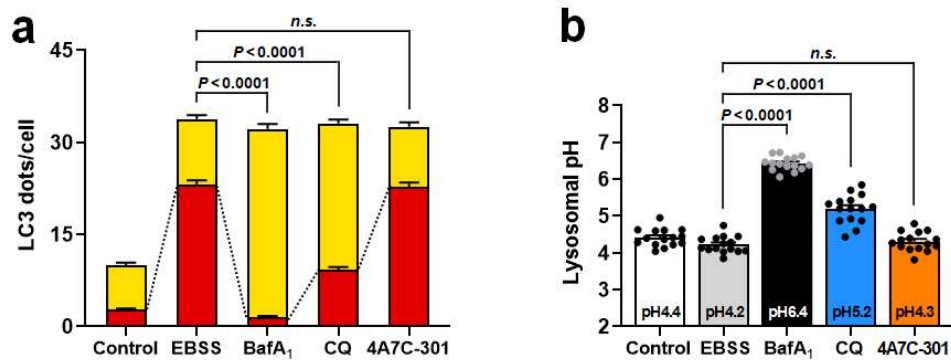 a
n.s.
P < 0.0001
P < 0.0001
LC3 dots/cell
45
30
15
0
Control EBSS BafA₁ CQ 4A7C-301
b
n.s.
P < 0.0001
P < 0.0001
Lysosomal pH
8
7
6
5
4
3
2
pH4.4 pH4.2 pH6.4 pH5.2 pH4.3
Control EBSS BafA₁ CQ 4A7C-301